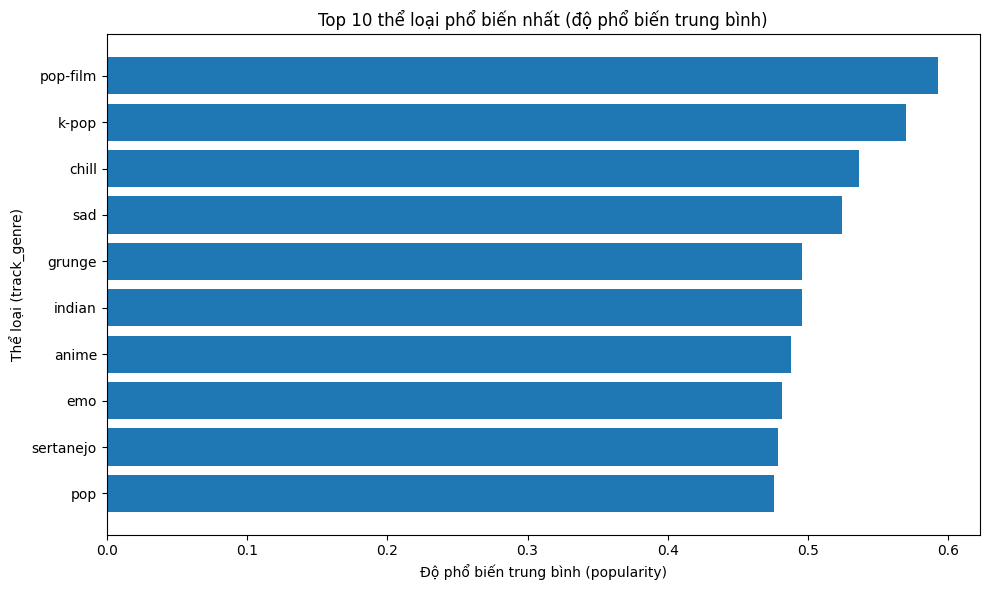 Top 10 thể loại phổ biến nhất (độ phổ biến trung bình)
Thể loại (track_genre)
pop-film
k-pop
chill
sad
grunge
indian
anime
emo
sertanejo
pop
0.0 0.1 0.2 0.3 0.4 0.5 0.6
Độ phổ biến trung bình (popularity)